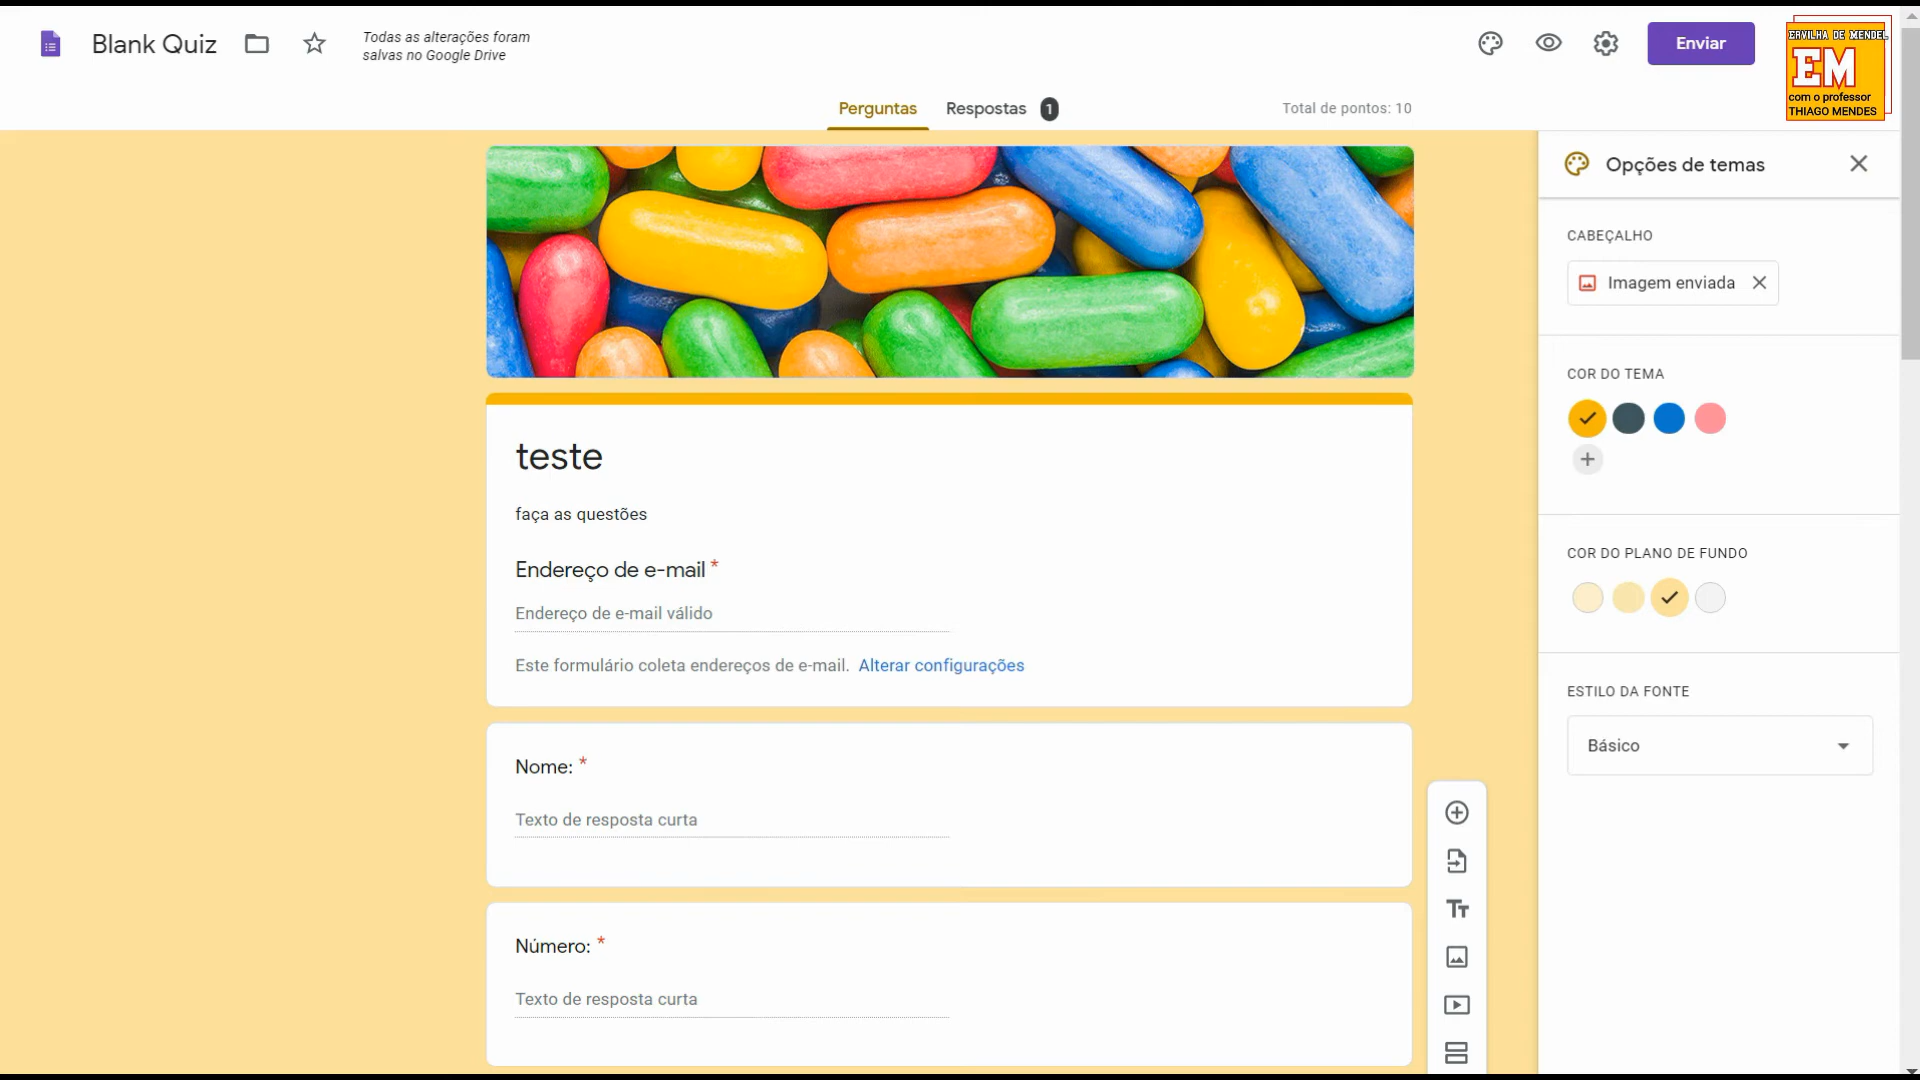 Blank Quiz
Todas as alterações foram
salvas no Google Drive
Enviar
ERVILHA DE MENDEL
EM
com o professor
THIAGO MENDES
Perguntas
Respostas
1
Total de pontos: 10
Opções de temas
CABEÇALHO
Imagem enviada
COR DO TEMA
teste
faça as questões
Endereço de e-mail *
Endereço de e-mail válido
Este formulário coleta endereços de e-mail. Alterar configurações
COR DO PLANO DE FUNDO
ESTILO DA FONTE
Básico
Nome: *
Texto de resposta curta
Número: *
Texto de resposta curta